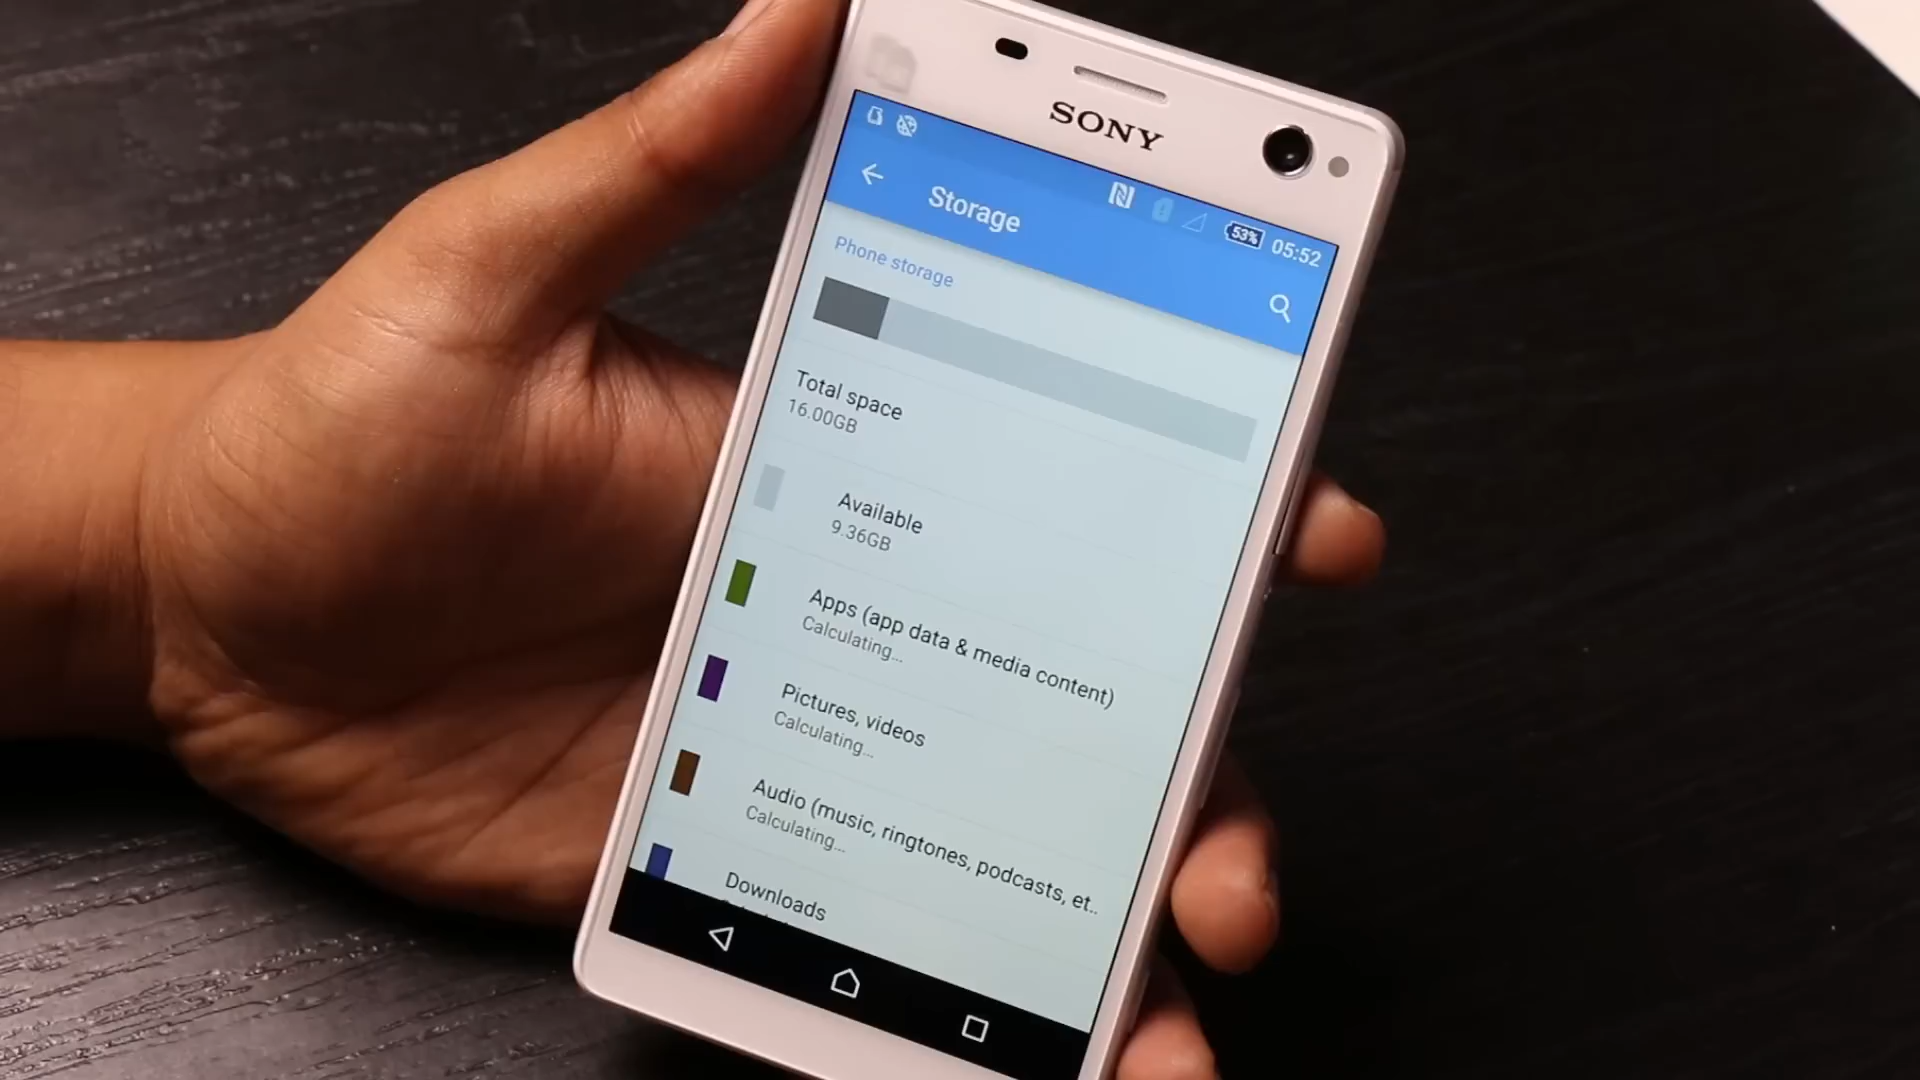 SONY
53% 05:52
Storage
Phone storage
Total space
16.00GB
Available
9.36GB
Apps (app data & media content)
Calculating...
Pictures, videos
Calculating...
Audio (music, ringtones, podcasts, et..
Calculating...
Downloads